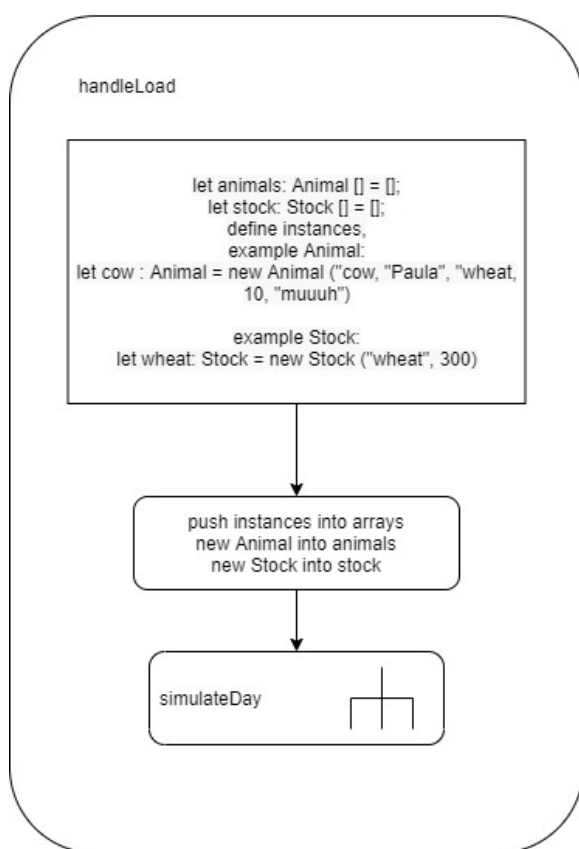 handleLoad
let animals: Animal [] = [];
let stock: Stock [] = [];
define instances,
example Animal:
let cow : Animal = new Animal ("cow, "Paula", "wheat,
10, "muuuh")
example Stock:
let wheat: Stock = new Stock ("wheat", 300)
push instances into arrays
new Animal into animals
new Stock into stock
simulateDay